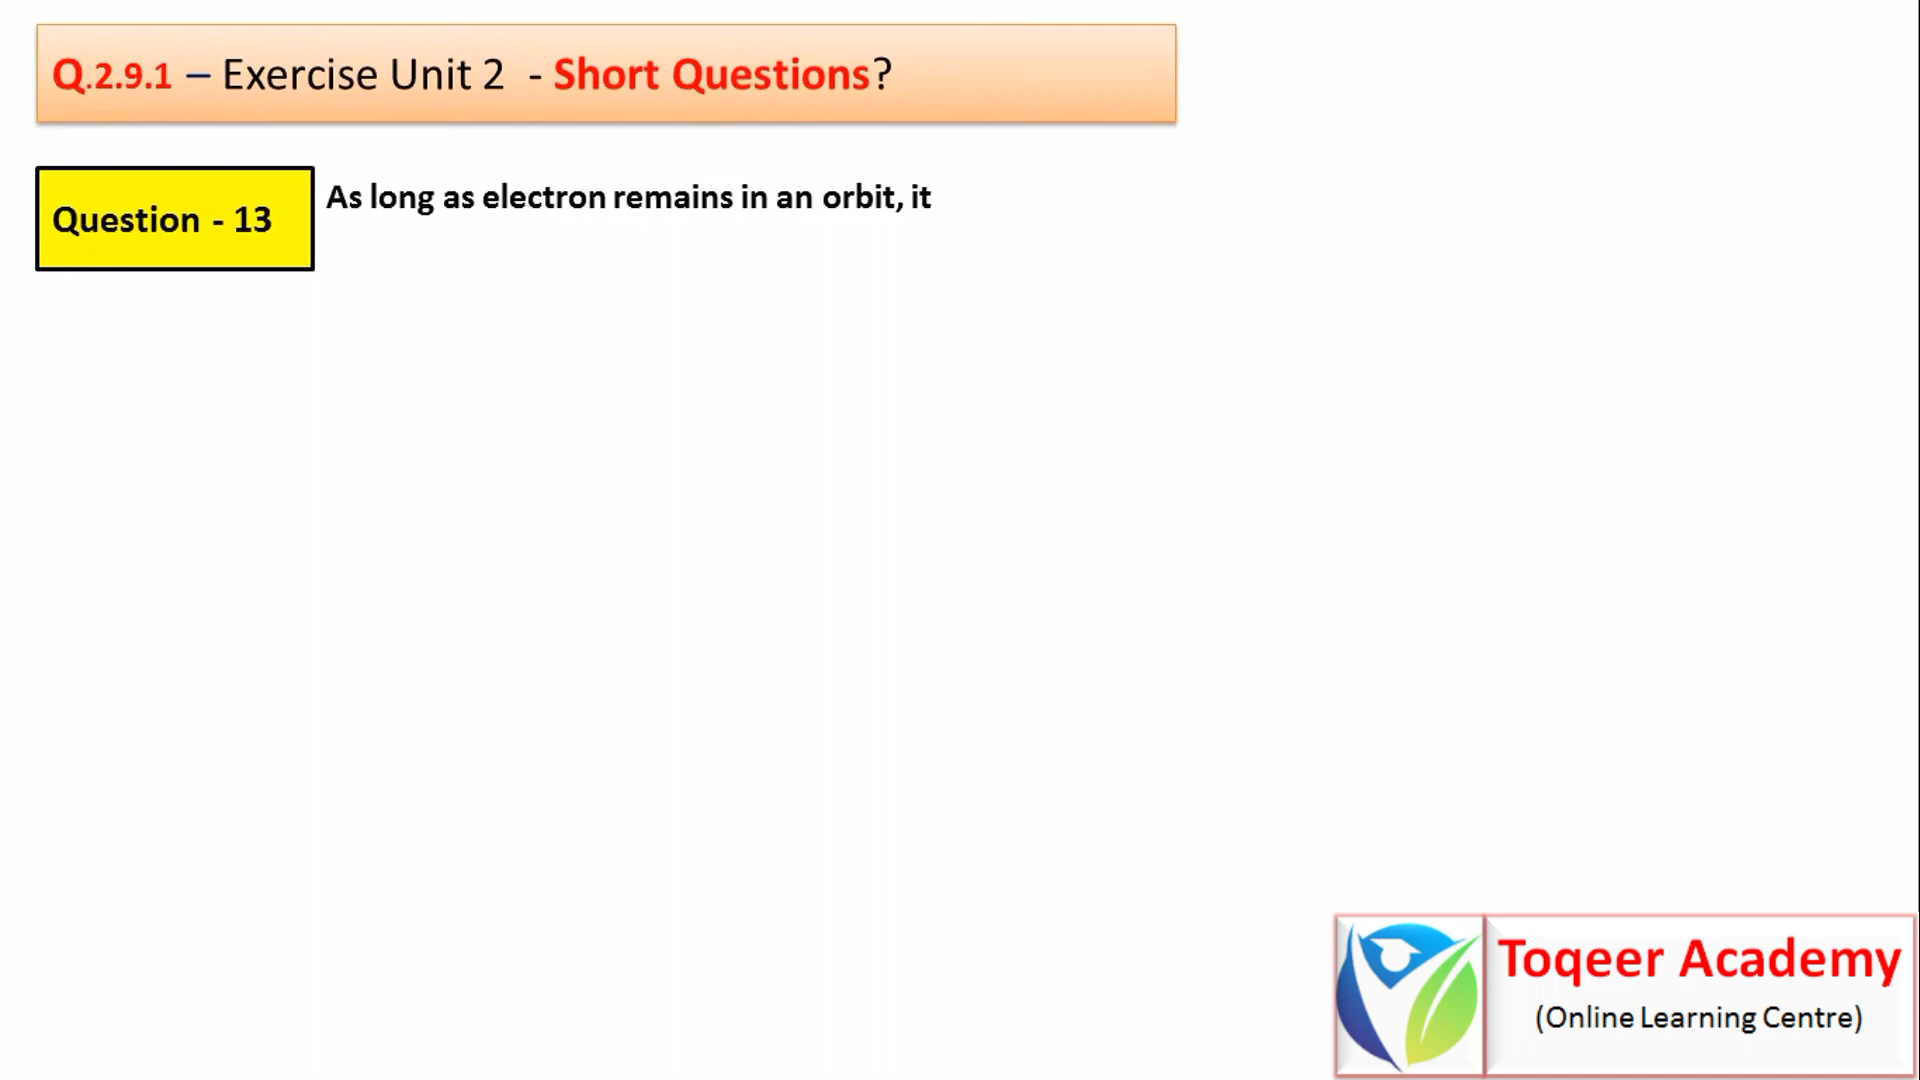 Q.2.9.1 – Exercise Unit 2 - Short Questions?
Question - 13
As long as electron remains in an orbit, it
Toqeer Academy
(Online Learning Centre)